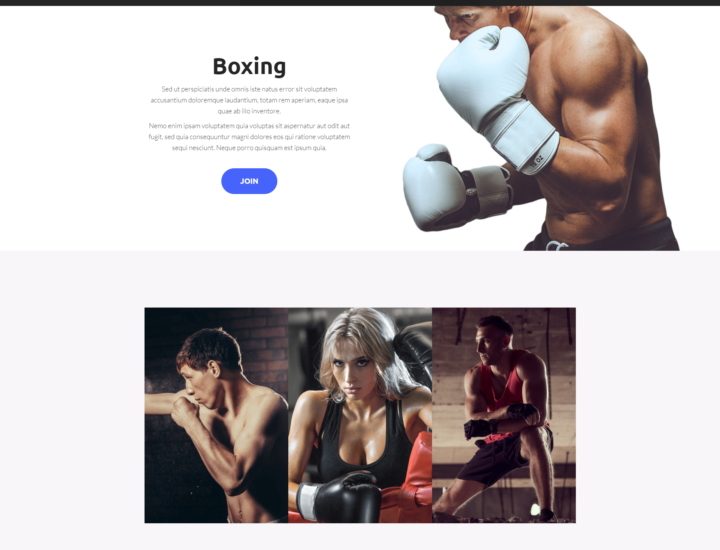 Boxing
Sed ut perspiciatis unde omnis iste natus error sit voluptatem
accusantium doloremque laudantium, totam rem aperiam, eaque ipsa
quae ab illo inventore.
Nemo enim ipsam voluptatem quia voluptas sit aspernatur aut odit aut
fugit, sed quia consequuntur magni dolores eos qui ratione voluptatem
sequi nesciunt. Neque porro quisquam est ipsum quia.
JOIN